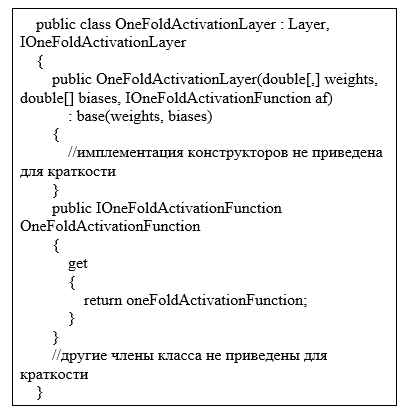 public class OneFoldActivationLayer : Layer,
IOneFoldActivationLayer
{
public OneFoldActivationLayer(double[,] weights,
double[] biases, IOneFoldActivationFunction af)
: base(weights, biases)
{
//имплементация конструкторов не приведена
для краткости
}
public IOneFoldActivationFunction
OneFoldActivationFunction
{
get
{
return oneFoldActivationFunction;
}
}
//другие члены класса не приведены для
краткости
}